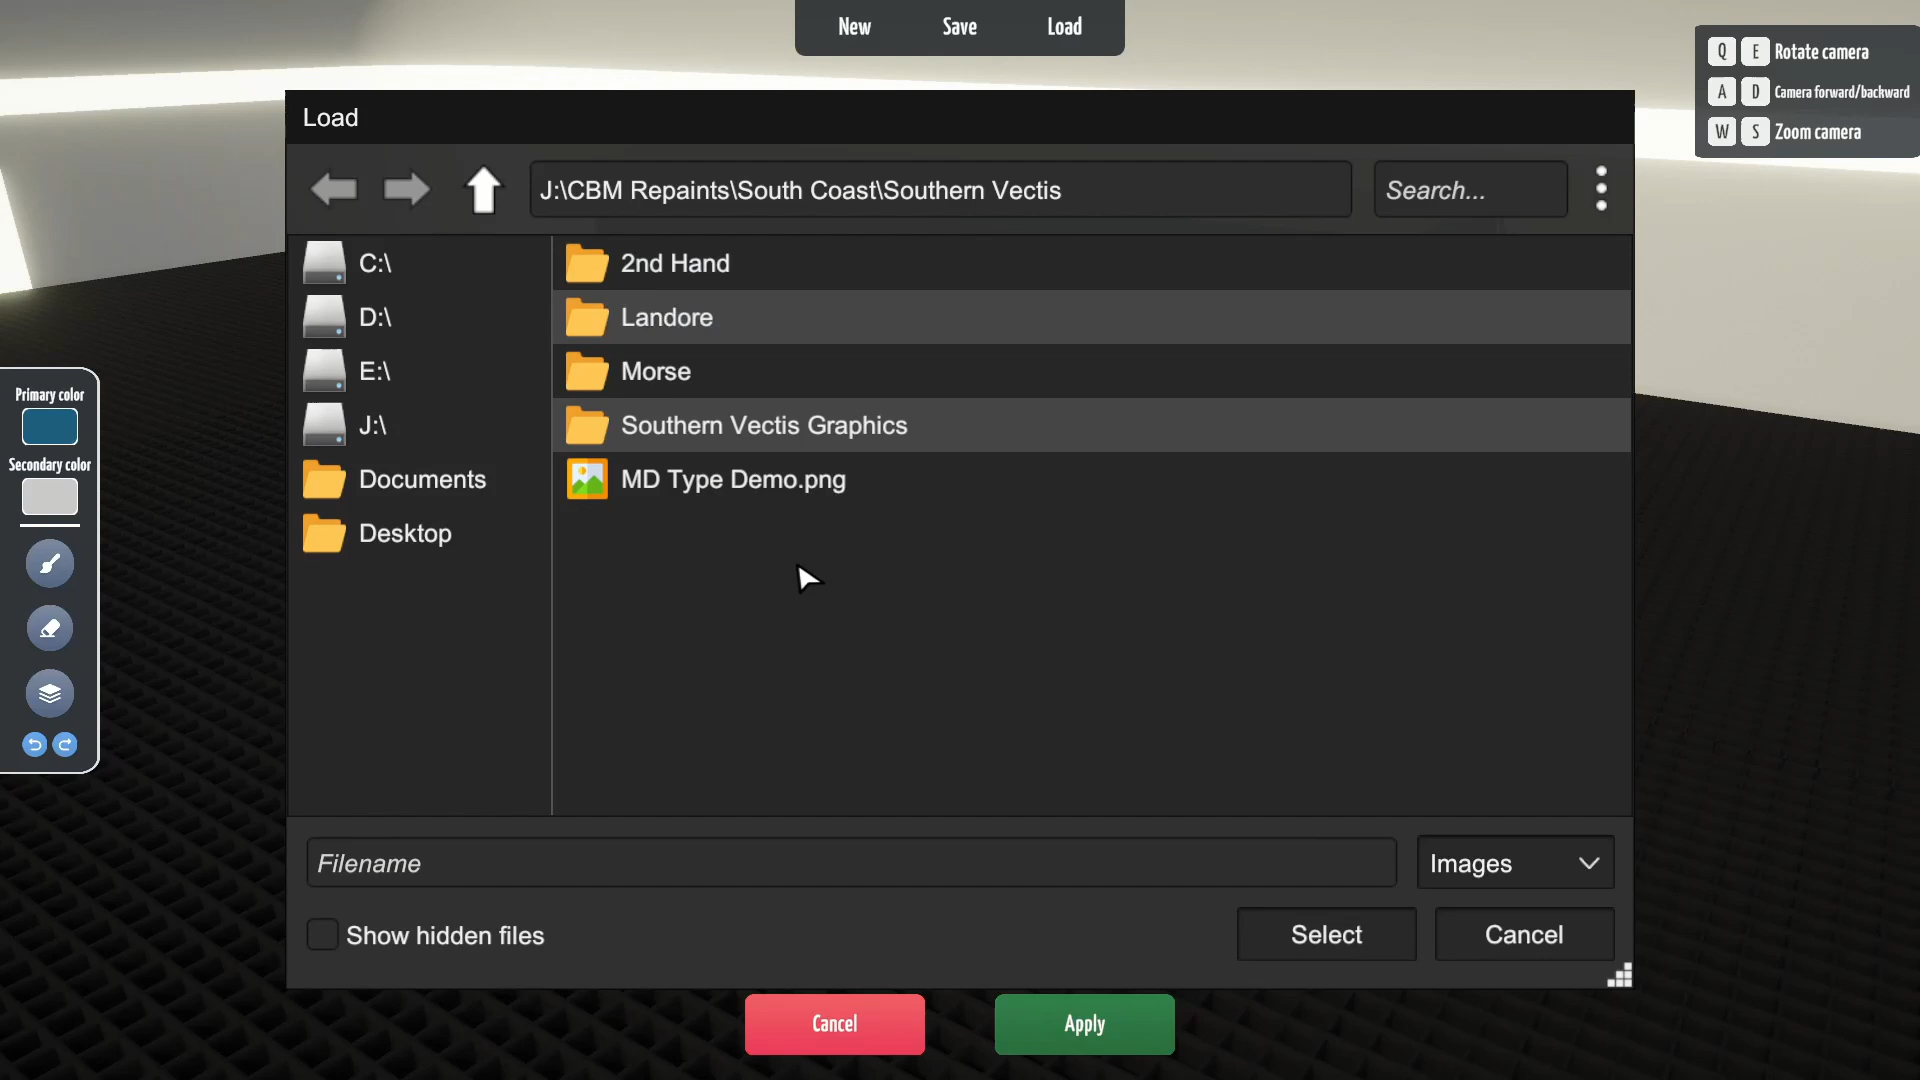 New
Save
Load
Q E Rotate camera
A D Camera forward/backward
W S Zoom camera
Load
J:\CBM Repaints\South Coast\Southern Vectis
Search...
C:\
D:\
E:\
J:\
Documents
Desktop
2nd Hand
Landore
Morse
Southern Vectis Graphics
MD Type Demo.png
Primary color
Secondary color
Filename
Images
Show hidden files
Select
Cancel
Cancel
Apply